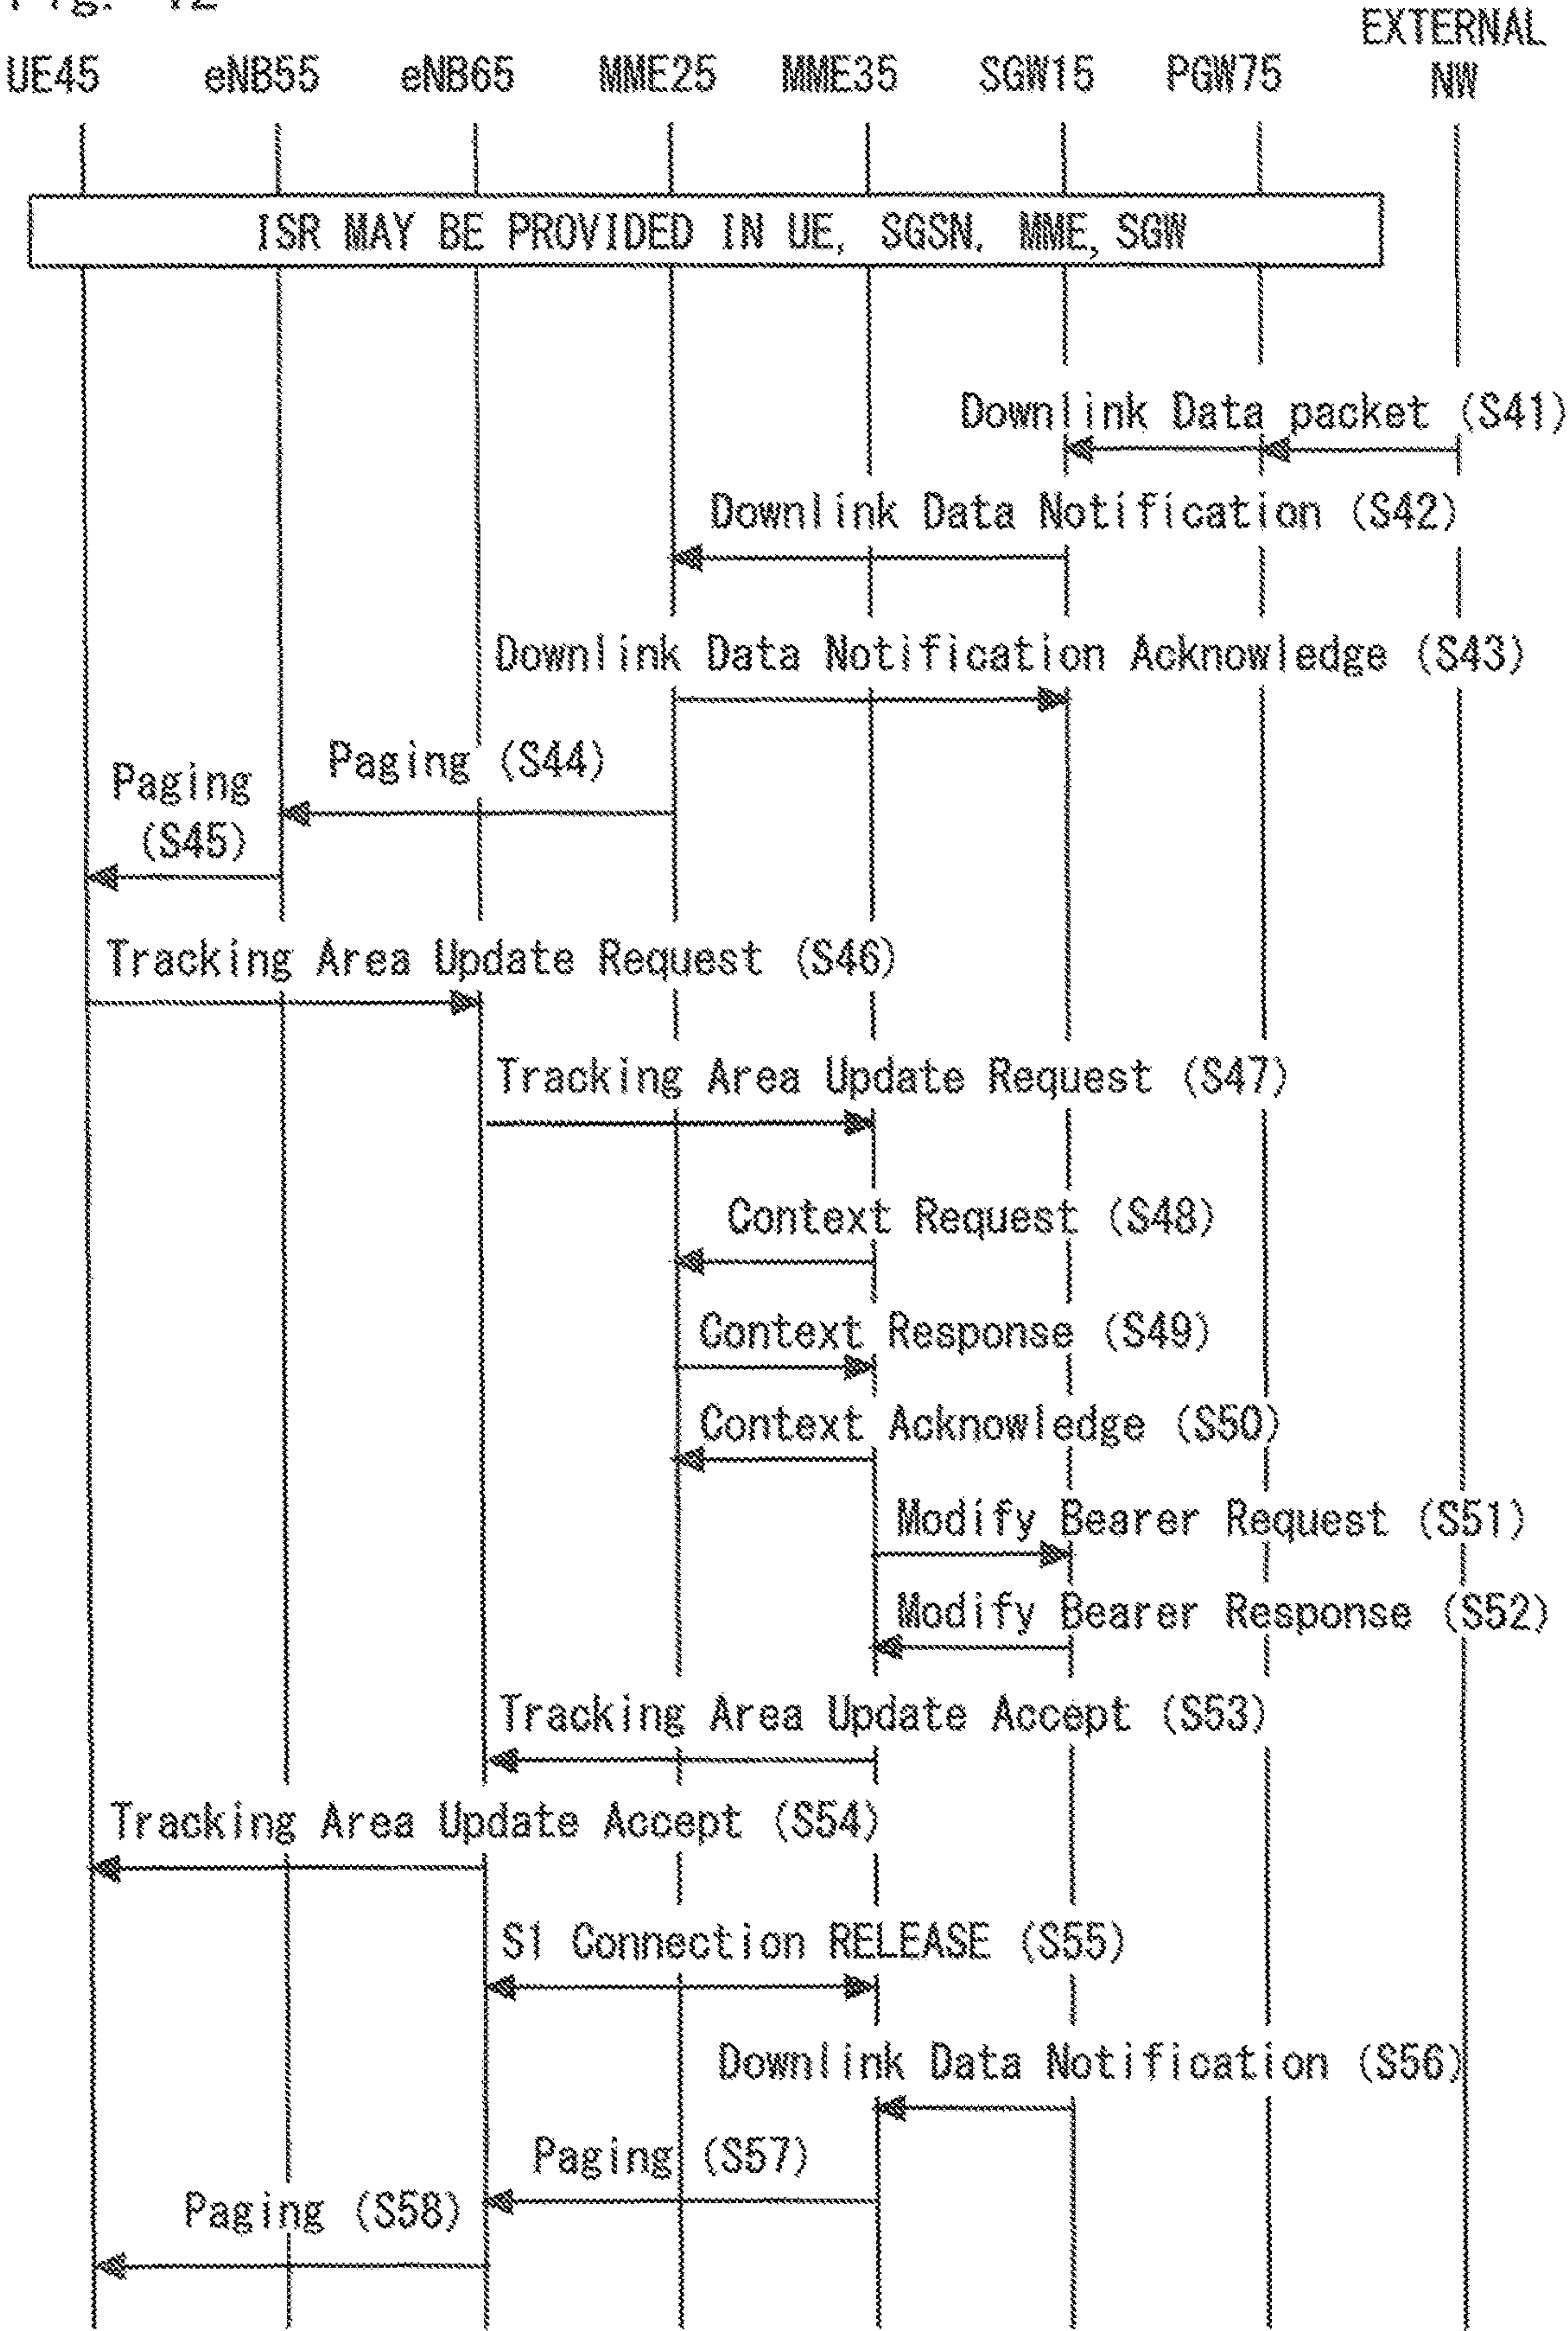 Fig. 12
EXTERNAL
NW
UE45 eNB55 eNB65 MME25 MME35 SGW15 PGW75
ISR MAY BE PROVIDED IN UE, SGSN, MME, SGW
Downlink Data packet (S41)
Downlink Data Notification (S42)
Downlink Data Notification Acknowledge (S43)
Paging (S44)
Paging
(S45)
Tracking Area Update Request (S46)
Tracking Area Update Request (S47)
Context Request (S48)
Context Response (S49)
Context Acknowledge (S50)
Modify Bearer Request (S51)
Modify Bearer Response (S52)
Tracking Area Update Accept (S53)
Tracking Area Update Accept (S54)
S1 Connection RELEASE (S55)
Downlink Data Notification (S56)
Paging (S57)
Paging (S58)